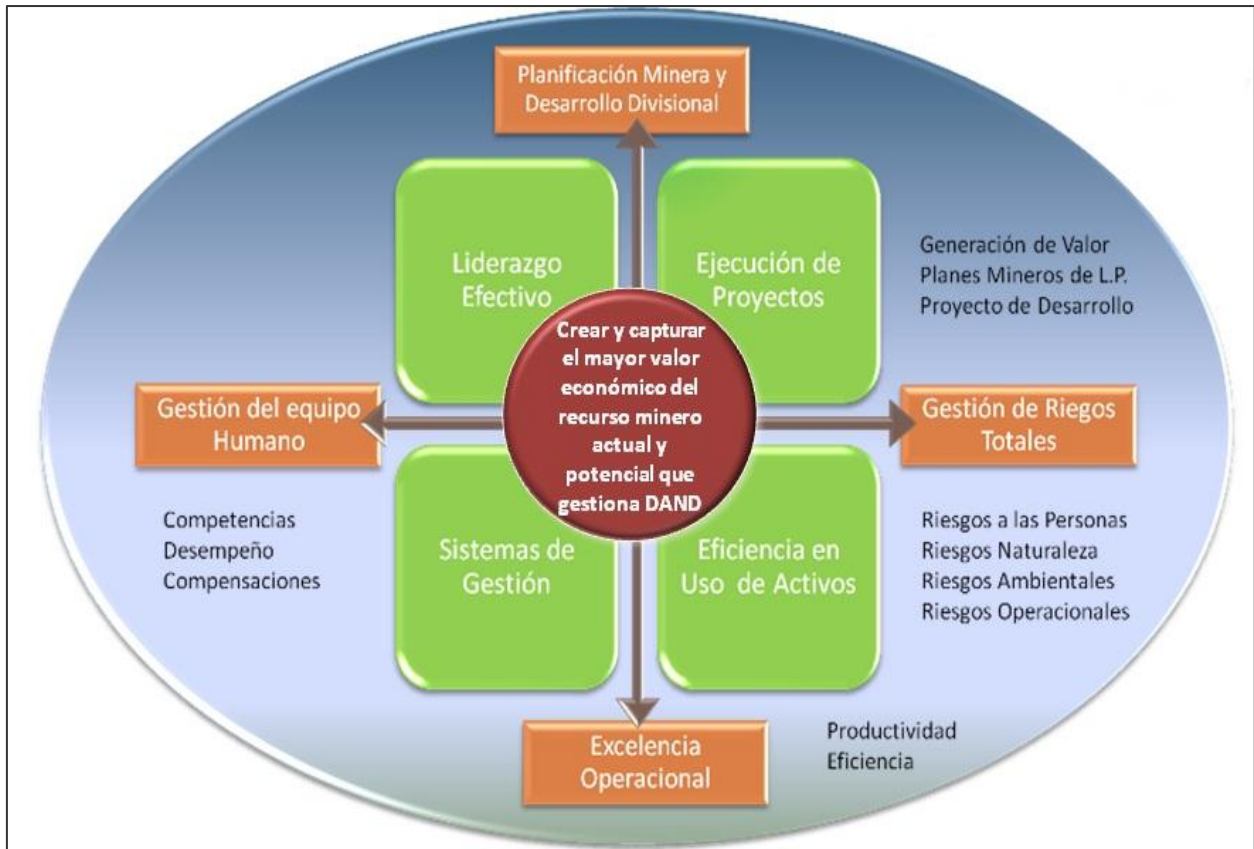 Planificación Minera y
Desarrollo Divisional
Liderazgo
Efectivo
Ejecución de
Proyectos
Generación de Valor
Planes Mineros de L.P.
Proyecto de Desarrollo
Crear y capturar
el mayor valor
económico del
recurso minero
actual y
potencial que
gestiona DAND
Gestión del equipo
Humano
Gestión de Riegos
Totales
Competencias
Desempeño
Compensaciones
Sistemas de
Gestión
Eficiencia en
Uso de Activos
Riesgos a las Personas
Riesgos Naturaleza
Riesgos Ambientales
Riesgos Operacionales
Excelencia
Operacional
Productividad
Eficiencia